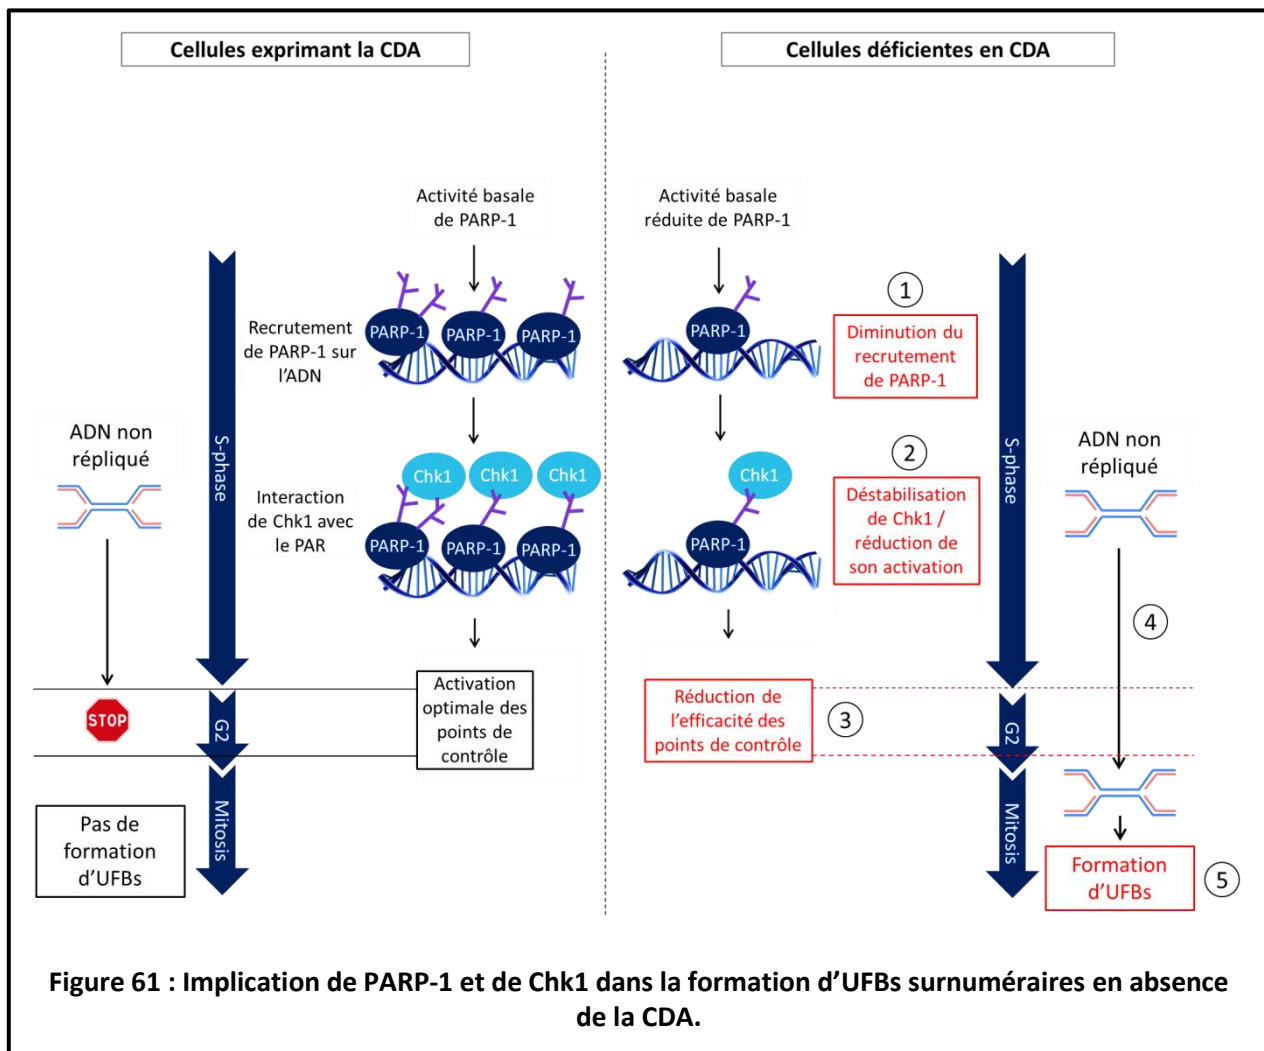 Cellules exprimant la CDA
Activité basale
de PARP-1
Recrutement
de PARP-1 sur
l'ADN
PARP-1
PARP-1
PARP-1
S-phase
ADN non
répliqué
Chk1
Chk1
Chk1
Interaction
de Chk1 avec
le PAR
PARP-1
PARP-1
PARP-1
STOP
G2
Activation
optimale des
points de
contrôle
Pas de
formation
d'UFBs
Mitosis
Cellules déficientes en CDA
Activité basale
réduite de PARP-1
PARP-1
1
Diminution du
recrutement
de PARP-1
S-phase
ADN non
répliqué
Chk1
PARP-1
2
Déstabilisation
de Chk1 /
réduction de
son activation
4
Réduction de
l'efficacité des
points de contrôle
3
G2
Mitosis
Formation
d'UFBs
5
Figure 61 : Implication de PARP-1 et de Chk1 dans la formation d'UFBs surnuméraires en absence
de la CDA.